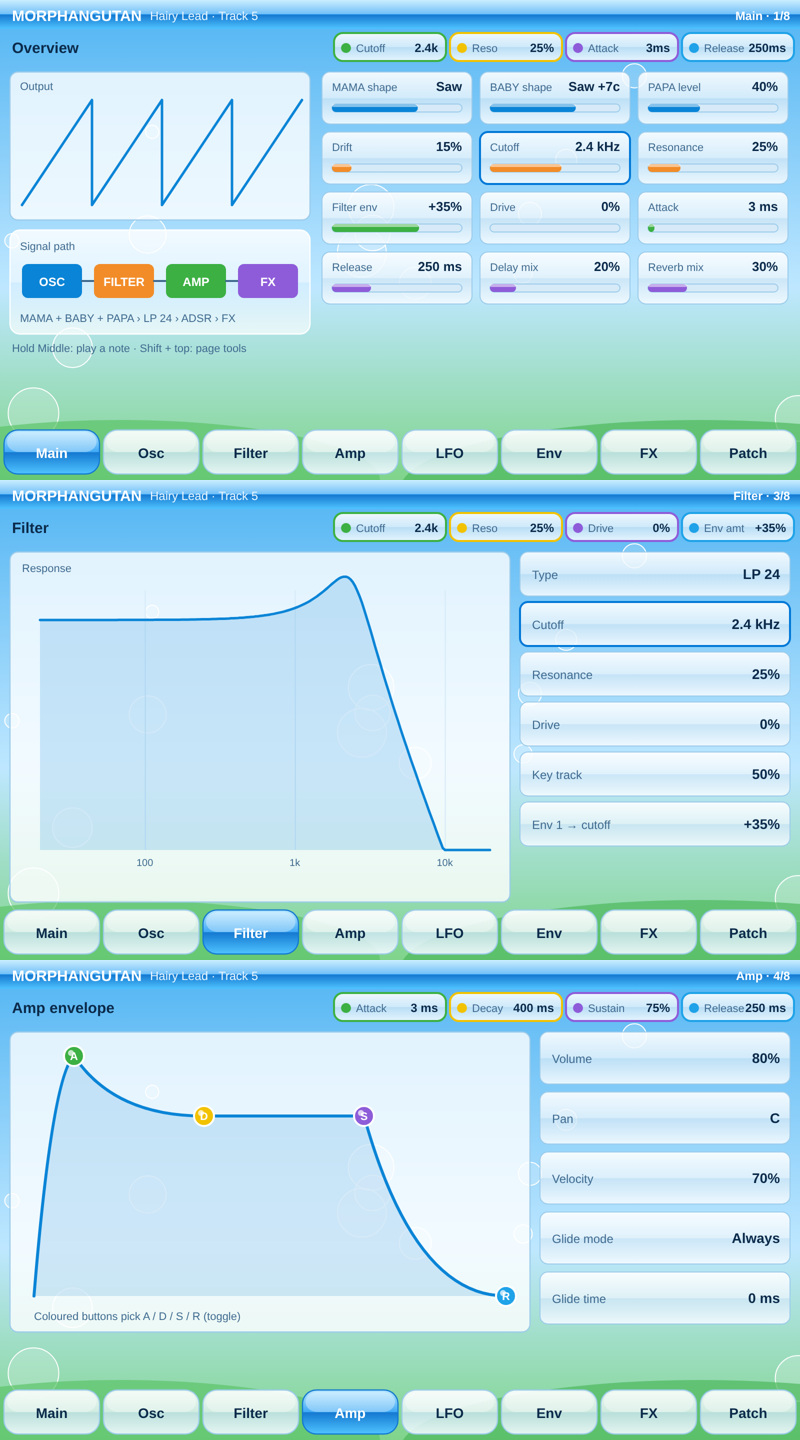 MORPHANGUTAN Hairy Lead · Track 5 Main · 1/8
Overview Cutoff 2.4k Reso 25% Attack 3ms Release 250ms
Output
MAMA shape Saw BABY shape Saw +7c PAPA level 40%
Drift 15% Cutoff 2.4 kHz Resonance 25%
Filter env +35% Drive 0% Attack 3 ms
Signal path
Release 250 ms Delay mix 20% Reverb mix 30%
OSC FILTER AMP FX
MAMA + BABY + PAPA › LP 24 › ADSR › FX
Hold Middle: play a note · Shift + top: page tools
Main Osc Filter Amp LFO Env FX Patch
MORPHANGUTAN Hairy Lead · Track 5 Filter · 3/8
Filter Cutoff 2.4k Reso 25% Drive 0% Env amt +35%
Response
Type LP 24
Cutoff 2.4 kHz
Resonance 25%
Drive 0%
Key track 50%
Env 1 → cutoff +35%
100 1k 10k
Main Osc Filter Amp LFO Env FX Patch
MORPHANGUTAN Hairy Lead · Track 5 Amp · 4/8
Amp envelope Attack 3 ms Decay 400 ms Sustain 75% Release 250 ms
A D S R
Volume 80%
Pan C
Velocity 70%
Glide mode Always
Glide time 0 ms
Coloured buttons pick A / D / S / R (toggle)
Main Osc Filter Amp LFO Env FX Patch